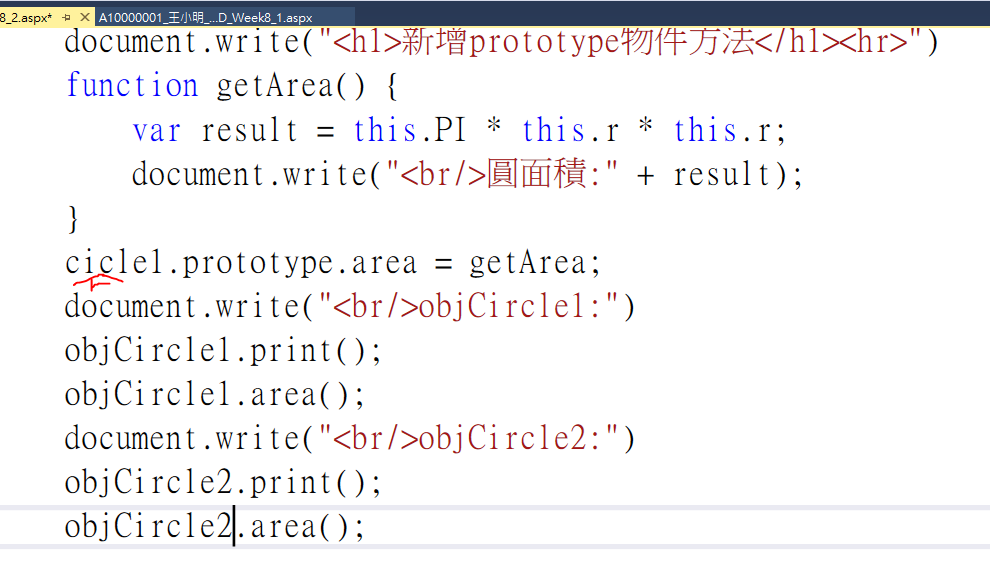 8_2.aspx* A10000001_王小明_...D_Week8_1.aspx
document.write("<h1>新增prototype物件方法</h1><hr>")
function getArea() {
var result = this.PI * this.r * this.r;
document.write("<br/>圓面積:" + result);
}
cicle1.prototype.area = getArea;
r
document.write("<br/>objCircle1:")
objCircle1.print();
objCircle1.area();
document.write("<br/>objCircle2:")
objCircle2.print();
objCircle2.area();